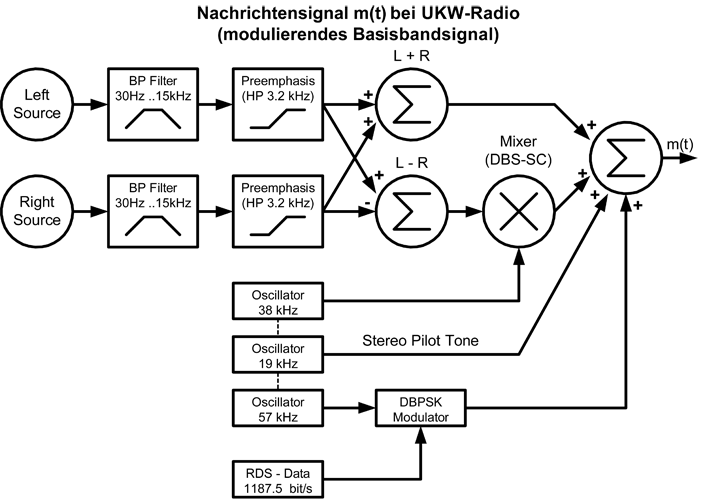 Nachrichtensignal m(t) bei UKW-Radio
(modulierendes Basisbandsignal)
L + R
Left
Source
BP Filter
30Hz ..15kHz
Preemphasis
(HP 3.2 kHz)
+
+
∑
Mixer
(DBS-SC)
+
∑
m(t)
L - R
Right
Source
BP Filter
30Hz ..15kHz
Preemphasis
(HP 3.2 kHz)
+
-
∑
+
+
+
Oscillator
38 kHz
Stereo Pilot Tone
Oscillator
19 kHz
Oscillator
57 kHz
DBPSK
Modulator
RDS - Data
1187.5 bit/s